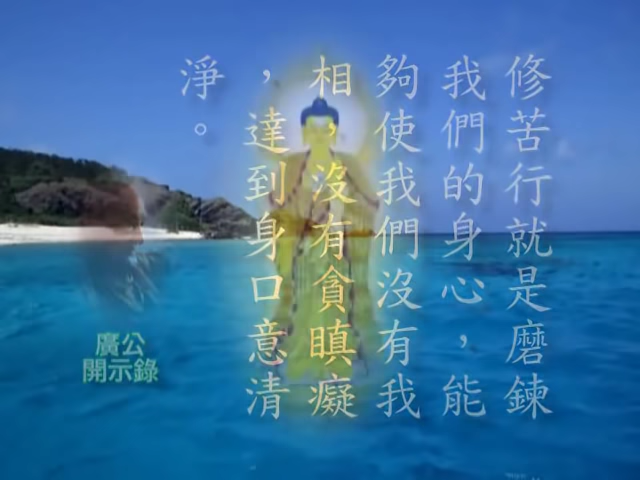 修苦行就是磨鍊
我們的身心，能
夠使我們沒有我
相，沒有貪瞋癡
，達到身口意清
淨。
廣公
開示錄